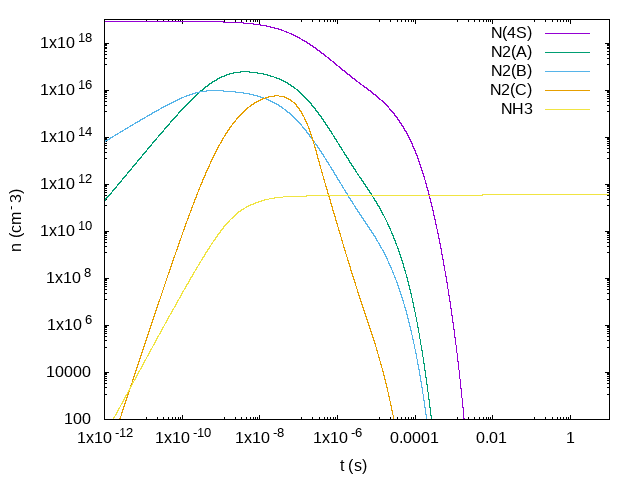 N(4S)
N2(A)
N2(B)
N2(C)
NH3
1x10^18
1x10^16
1x10^14
1x10^12
1x10^10
1x10^8
1x10^6
10000
100
n (cm^-3)
1x10^-12
1x10^-10
1x10^-8
1x10^-6
0.0001
0.01
1
t (s)